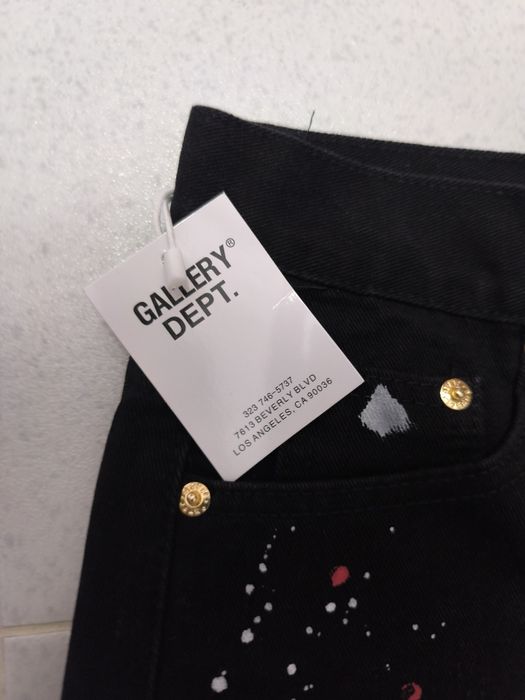 GALLERY®
DEPT.
323 746-5737
7613 BEVERLY BLVD
LOS ANGELES, CA 90036